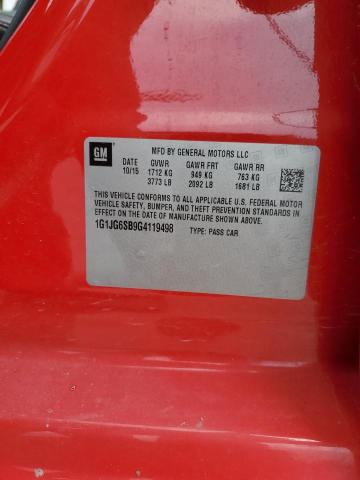 GM
MFD BY GENERAL MOTORS LLC
DATE GVWR GAWR FRT GAWR RR
10/15 1712 KG 949 KG 763 KG
3773 LB 2092 LB 1681 LB
THIS VEHICLE CONFORMS TO ALL APPLICABLE U.S. FEDERAL MOTOR
VEHICLE SAFETY, BUMPER, AND THEFT PREVENTION STANDARDS IN
EFFECT ON THE DATE OF MANUFACTURE SHOWN ABOVE.
1G1JG6SB9G4119498 TYPE: PASS CAR